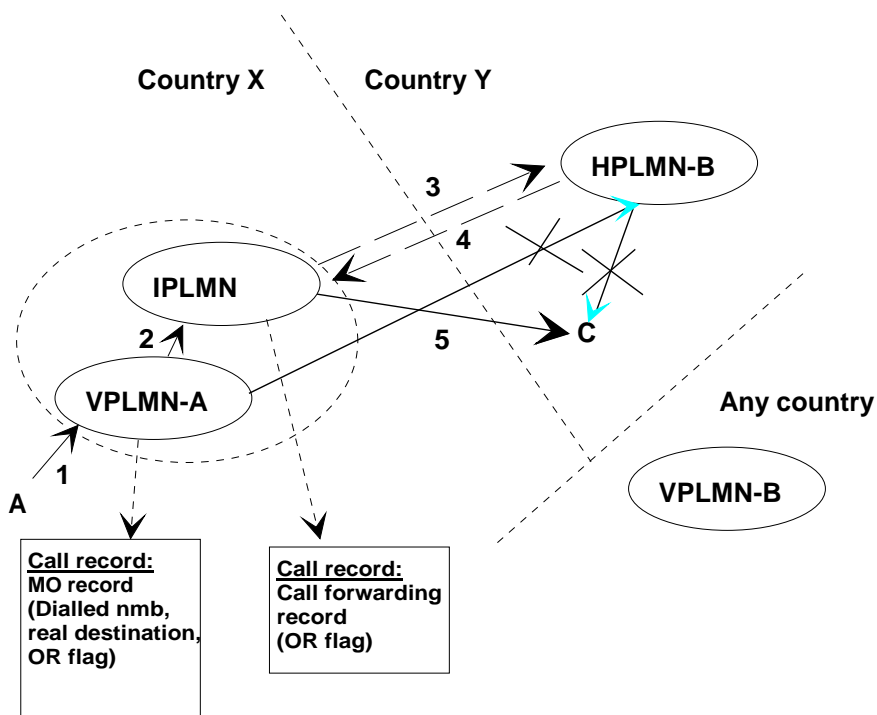 Country X
Country Y
HPLMN-B
3
4
IPLMN
2
5
C
VPLMN-A
Any country
1
A
VPLMN-B
Call record:
MO record
(Dialled nmb,
real destination,
OR flag)
Call record:
Call forwarding
record
(OR flag)